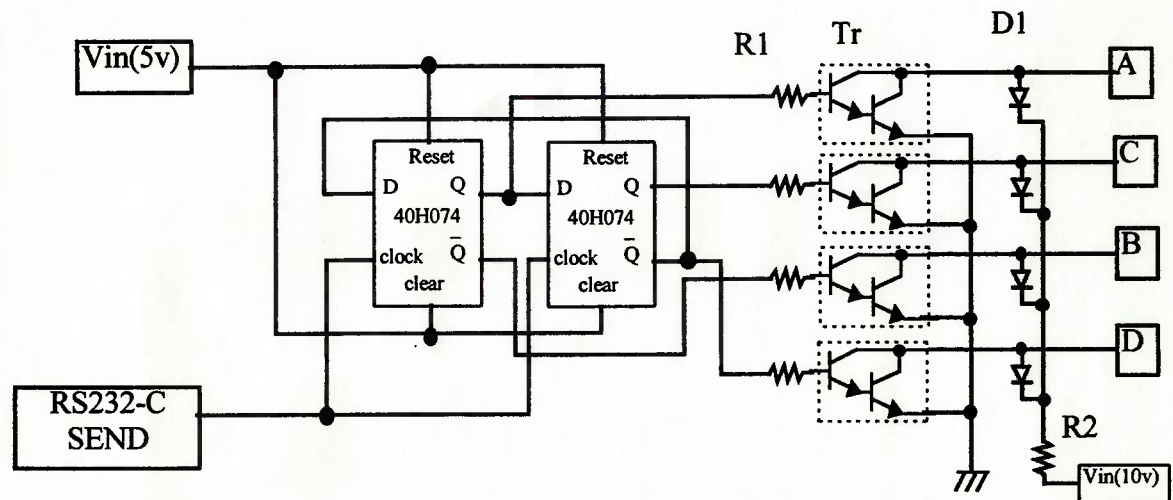 Vin(5v)
R1
Tr
D1
A
Reset
D
Q
40H074
clock
Q̅
clear
Reset
D
Q
40H074
clock
Q̅
clear
C
B
D
RS232-C
SEND
R2
Vin(10v)